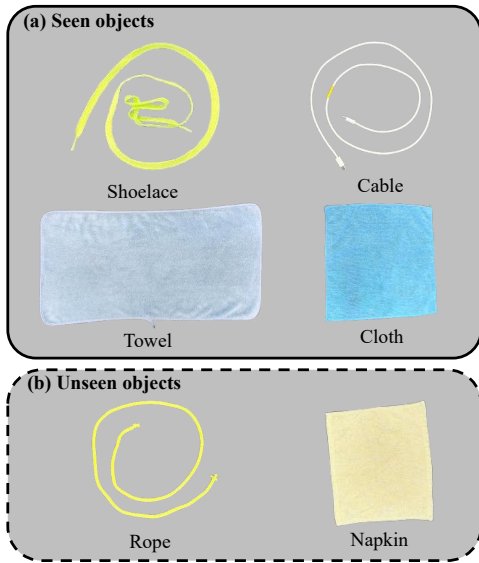 (a) Seen objects
Shoelace
Cable
Towel
Cloth
(b) Unseen objects
Rope
Napkin